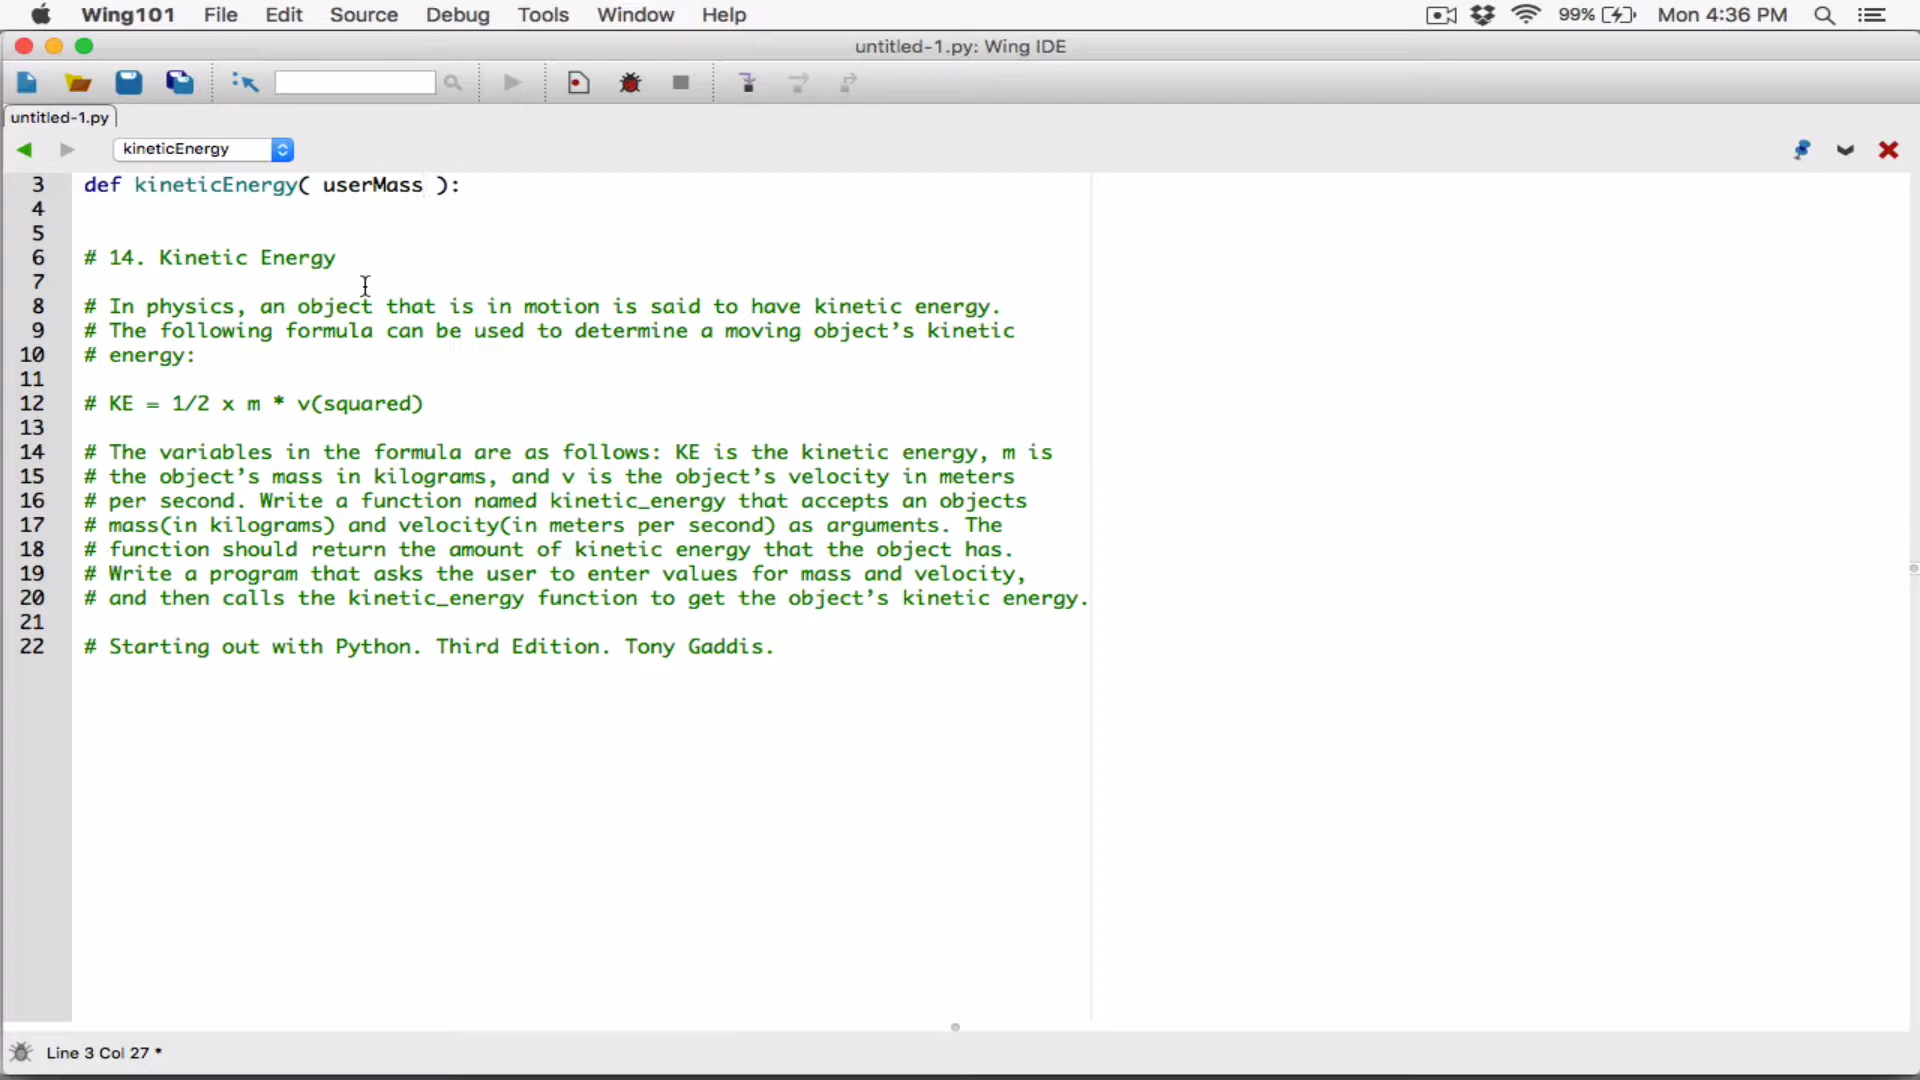 Wing101 File Edit Source Debug Tools Window Help 99% Mon 4:36 PM
untitled-1.py: Wing IDE
untitled-1.py
kineticEnergy
3 def kineticEnergy( userMass ):
4
5
6 # 14. Kinetic Energy
7
8 # In physics, an object that is in motion is said to have kinetic energy.
9 # The following formula can be used to determine a moving object’s kinetic
10 # energy:
11
12 # KE = 1/2 x m * v(squared)
13
14 # The variables in the formula are as follows: KE is the kinetic energy, m is
15 # the object’s mass in kilograms, and v is the object’s velocity in meters
16 # per second. Write a function named kinetic_energy that accepts an objects
17 # mass(in kilograms) and velocity(in meters per second) as arguments. The
18 # function should return the amount of kinetic energy that the object has.
19 # Write a program that asks the user to enter values for mass and velocity,
20 # and then calls the kinetic_energy function to get the object’s kinetic energy.
21
22 # Starting out with Python. Third Edition. Tony Gaddis.
Line 3 Col 27 *